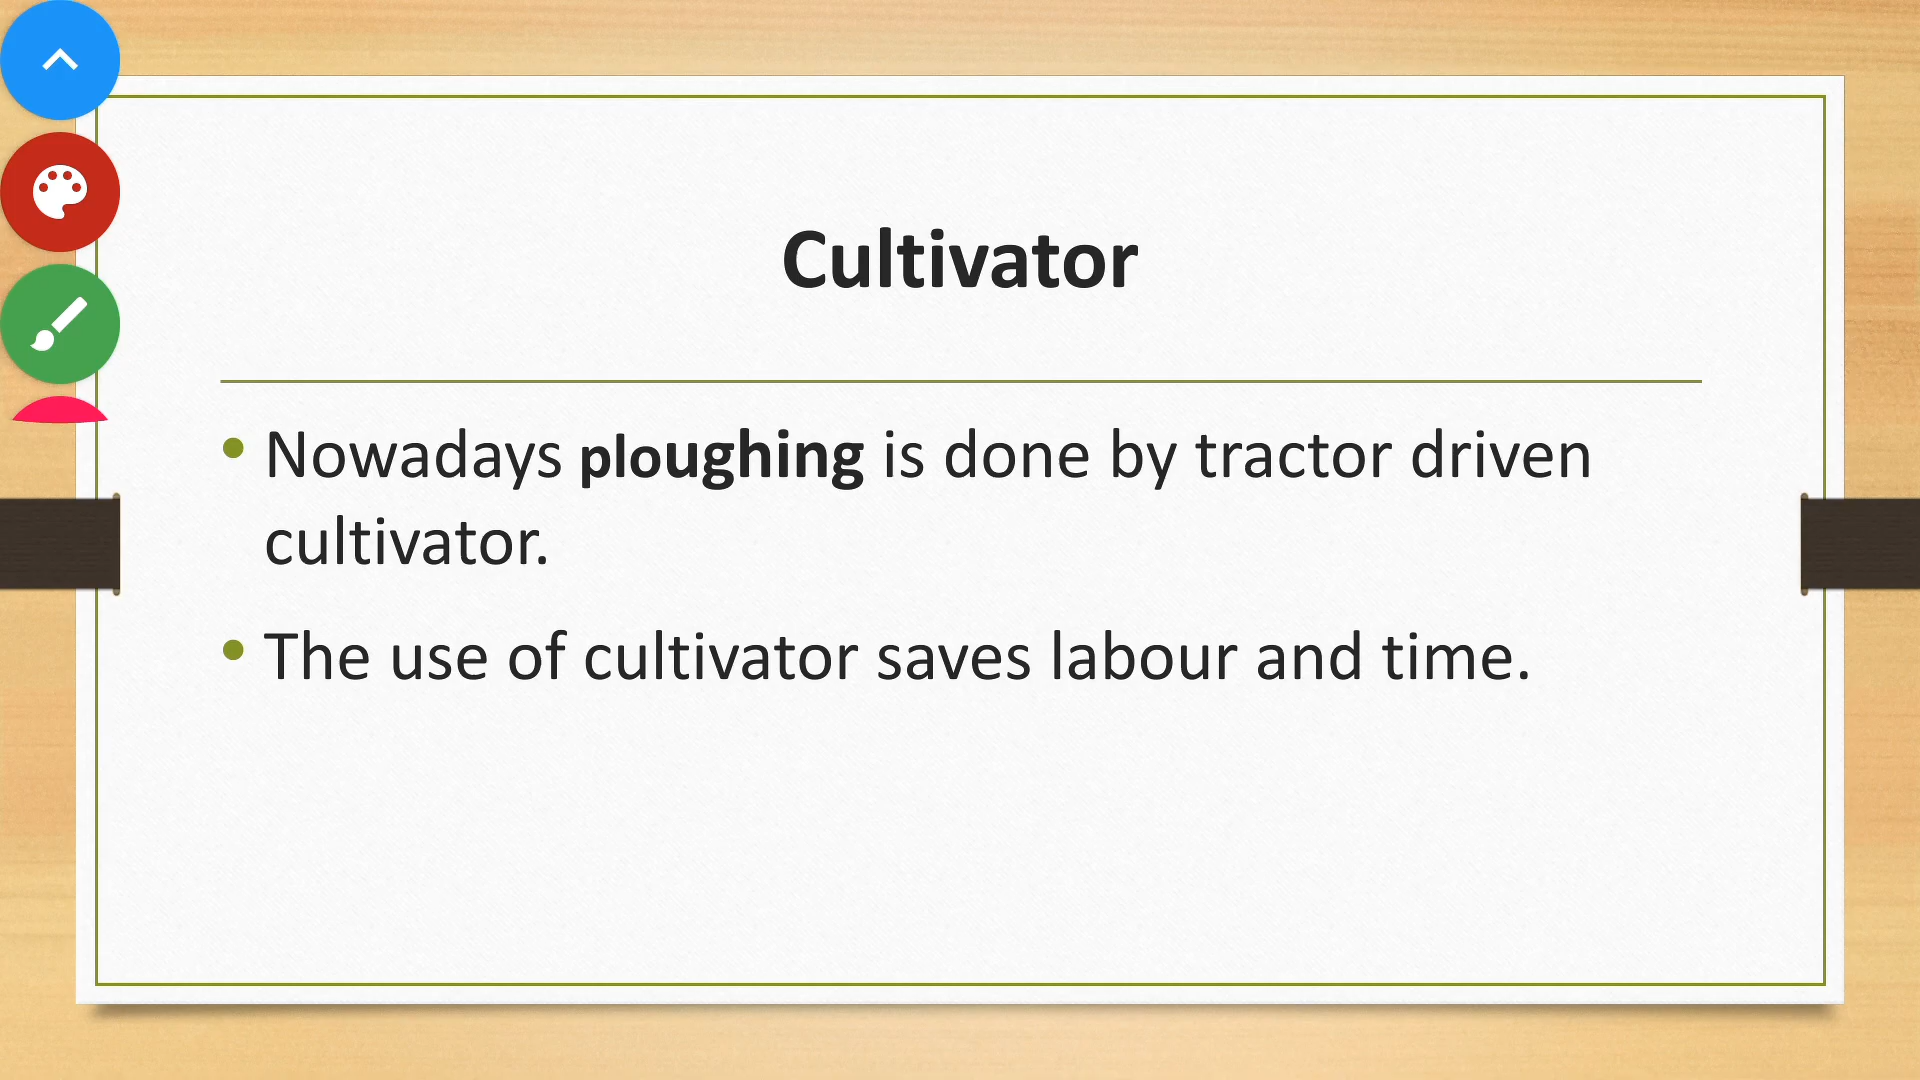 Cultivator
• Nowadays ploughing is done by tractor driven
cultivator.
• The use of cultivator saves labour and time.